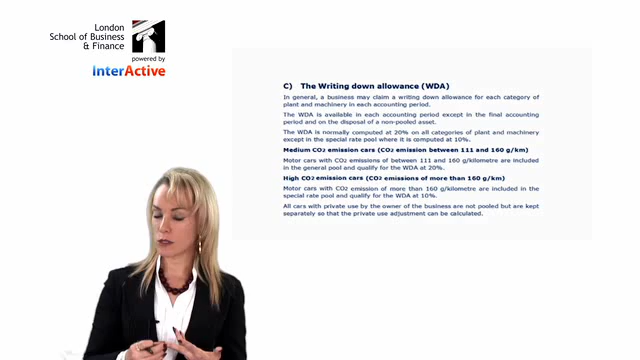 London
School of Business
& Finance
powered by
InterActive
C) The Writing down allowance (WDA)
In general, a business may claim a writing down allowance for each category of
plant and machinery in each accounting period.
The WDA is available in each accounting period except in the final accounting
period and on the disposal of a non-pooled asset.
The WDA is normally computed at 20% on all categories of plant and machinery
except in the special rate pool where it is computed at 10%.
Medium CO2 emission cars (CO2 emission between 111 and 160 g/km)
Motor cars with CO2 emissions of between 111 and 160 g/kilometre are included
in the general pool and qualify for the WDA at 20%.
High CO2 emission cars (CO2 emissions of more than 160 g/km)
Motor cars with CO2 emission of more than 160 g/kilometre are included in the
special rate pool and qualify for the WDA at 10%.
All cars with private use by the owner of the business are not pooled but are kept
separately so that the private use adjustment can be calculated.